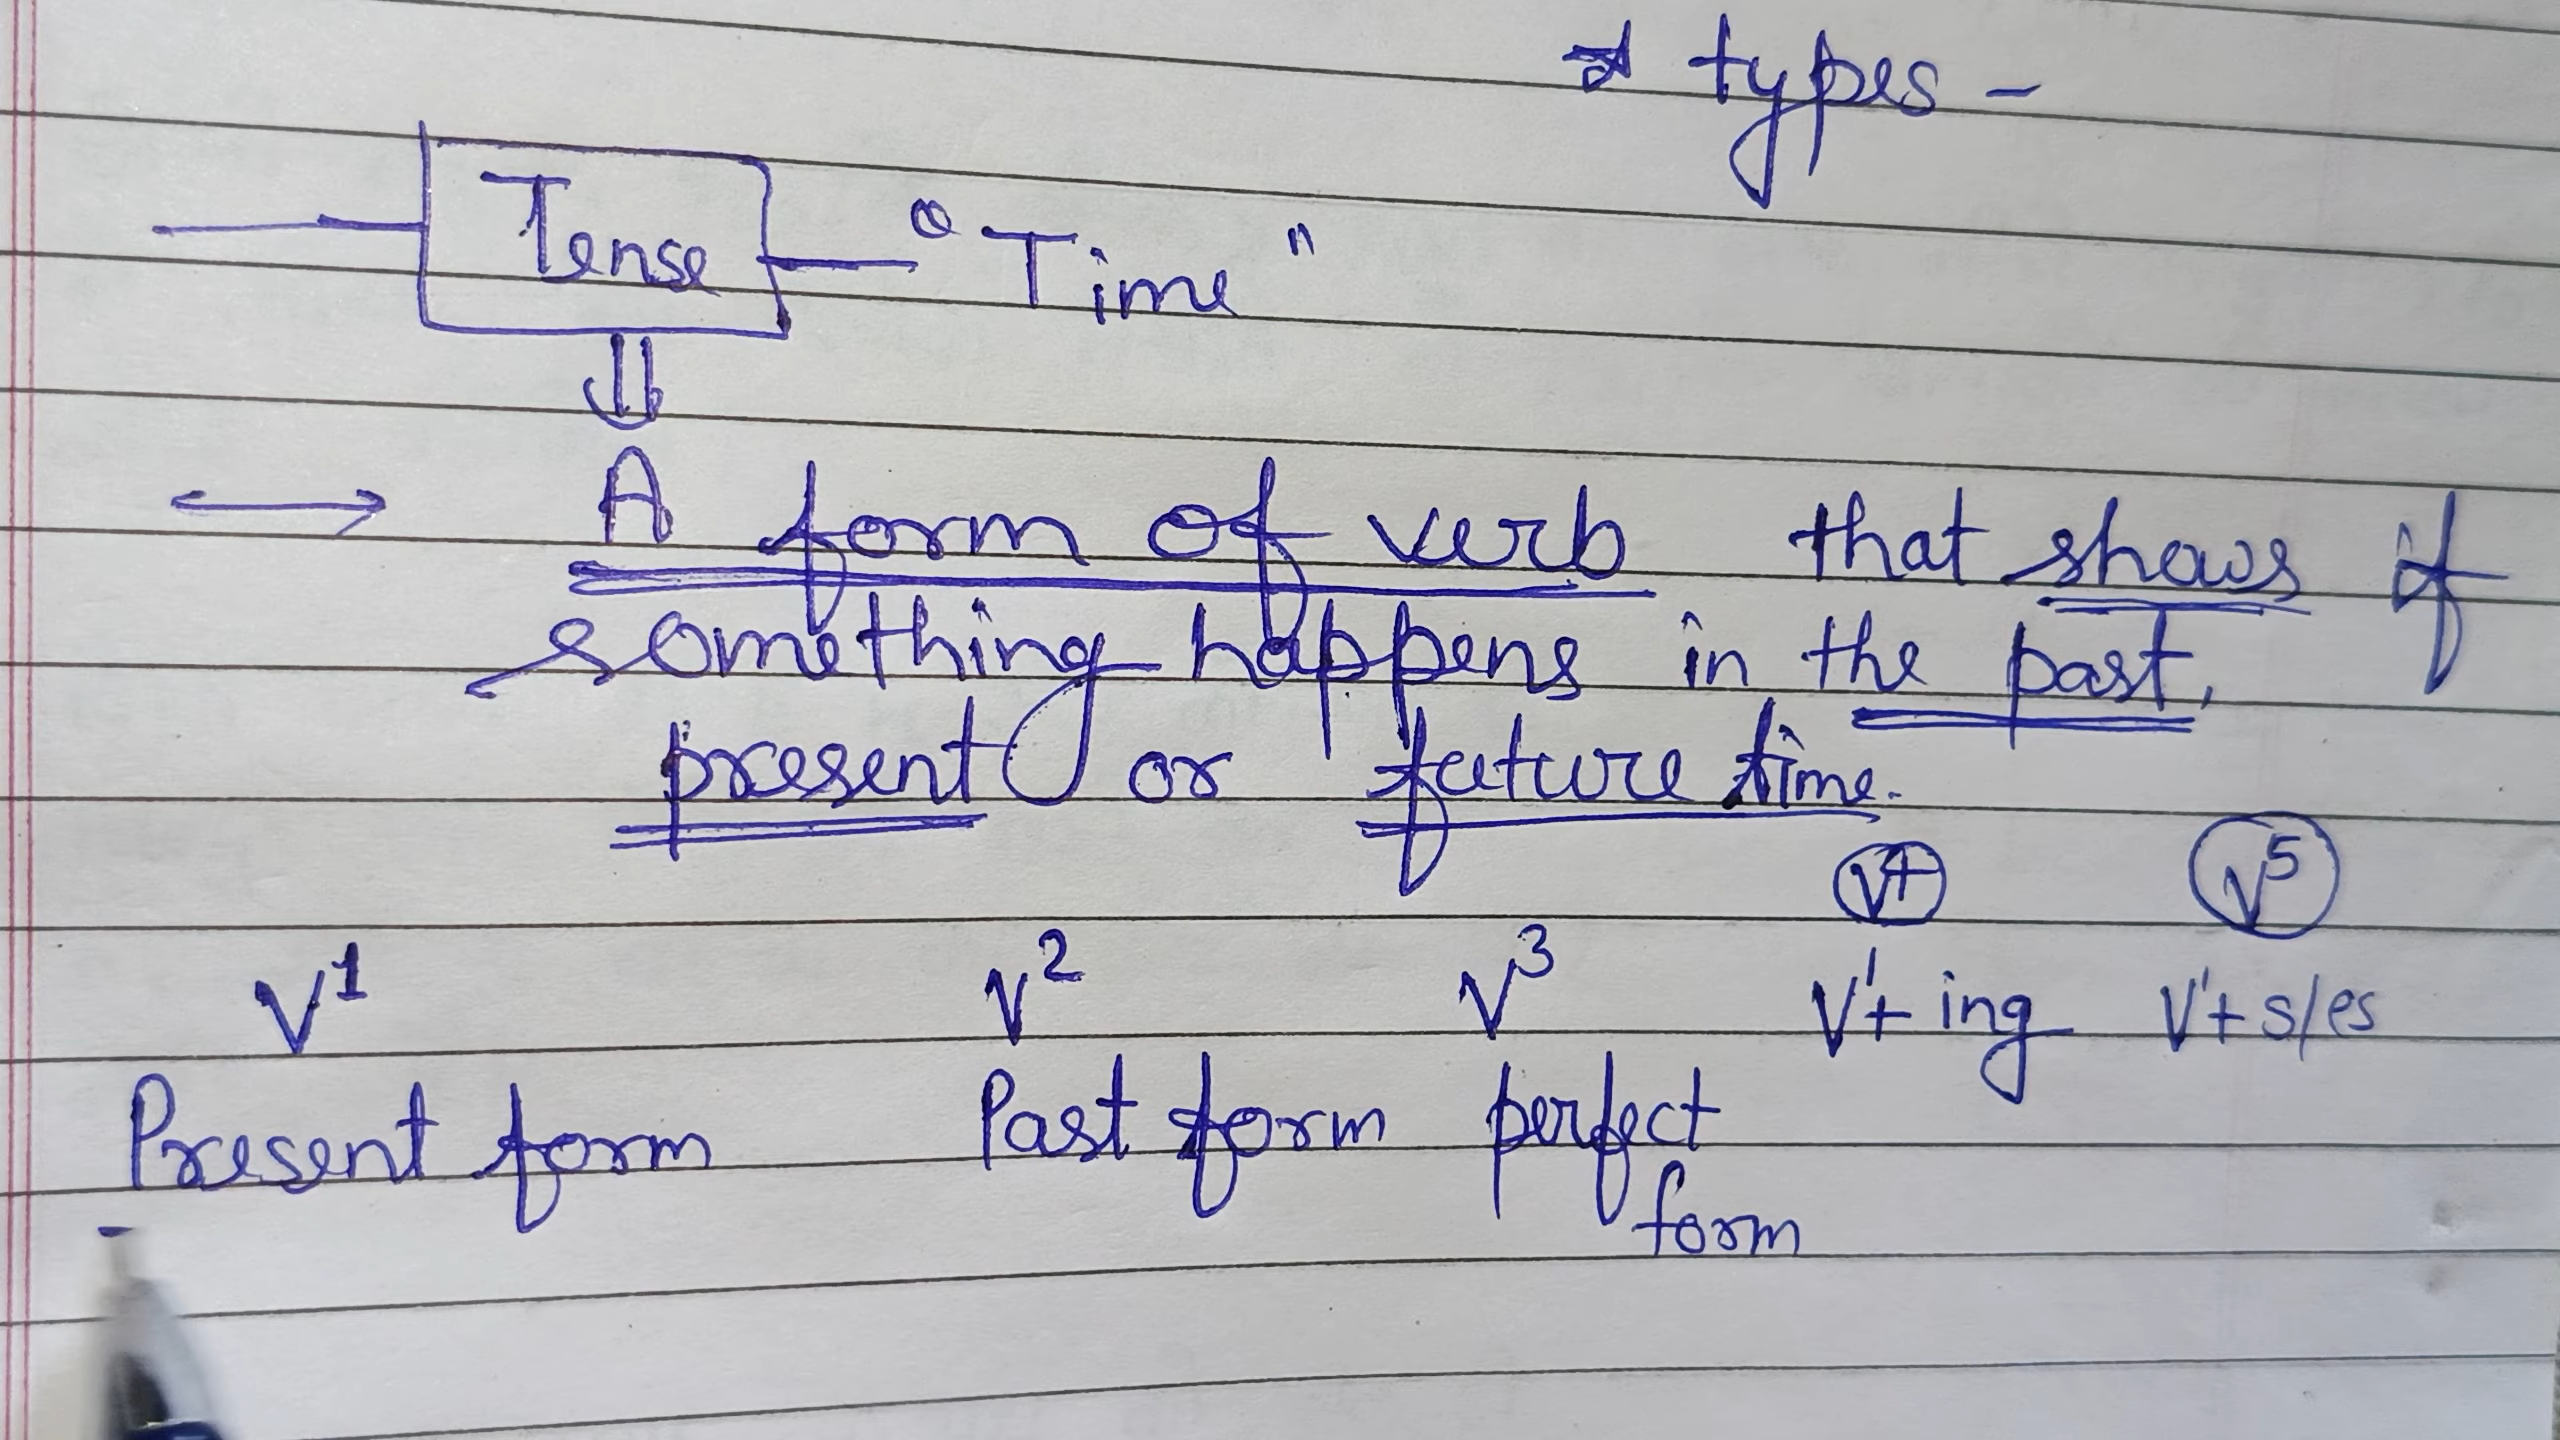 types -
Tense - "Time"
A form of verb that shows if
something happens in the past,
present or future time.
V⁴ V⁵
V¹ V² V³ V¹+ ing V¹+ s/es
Present form Past form perfect
form